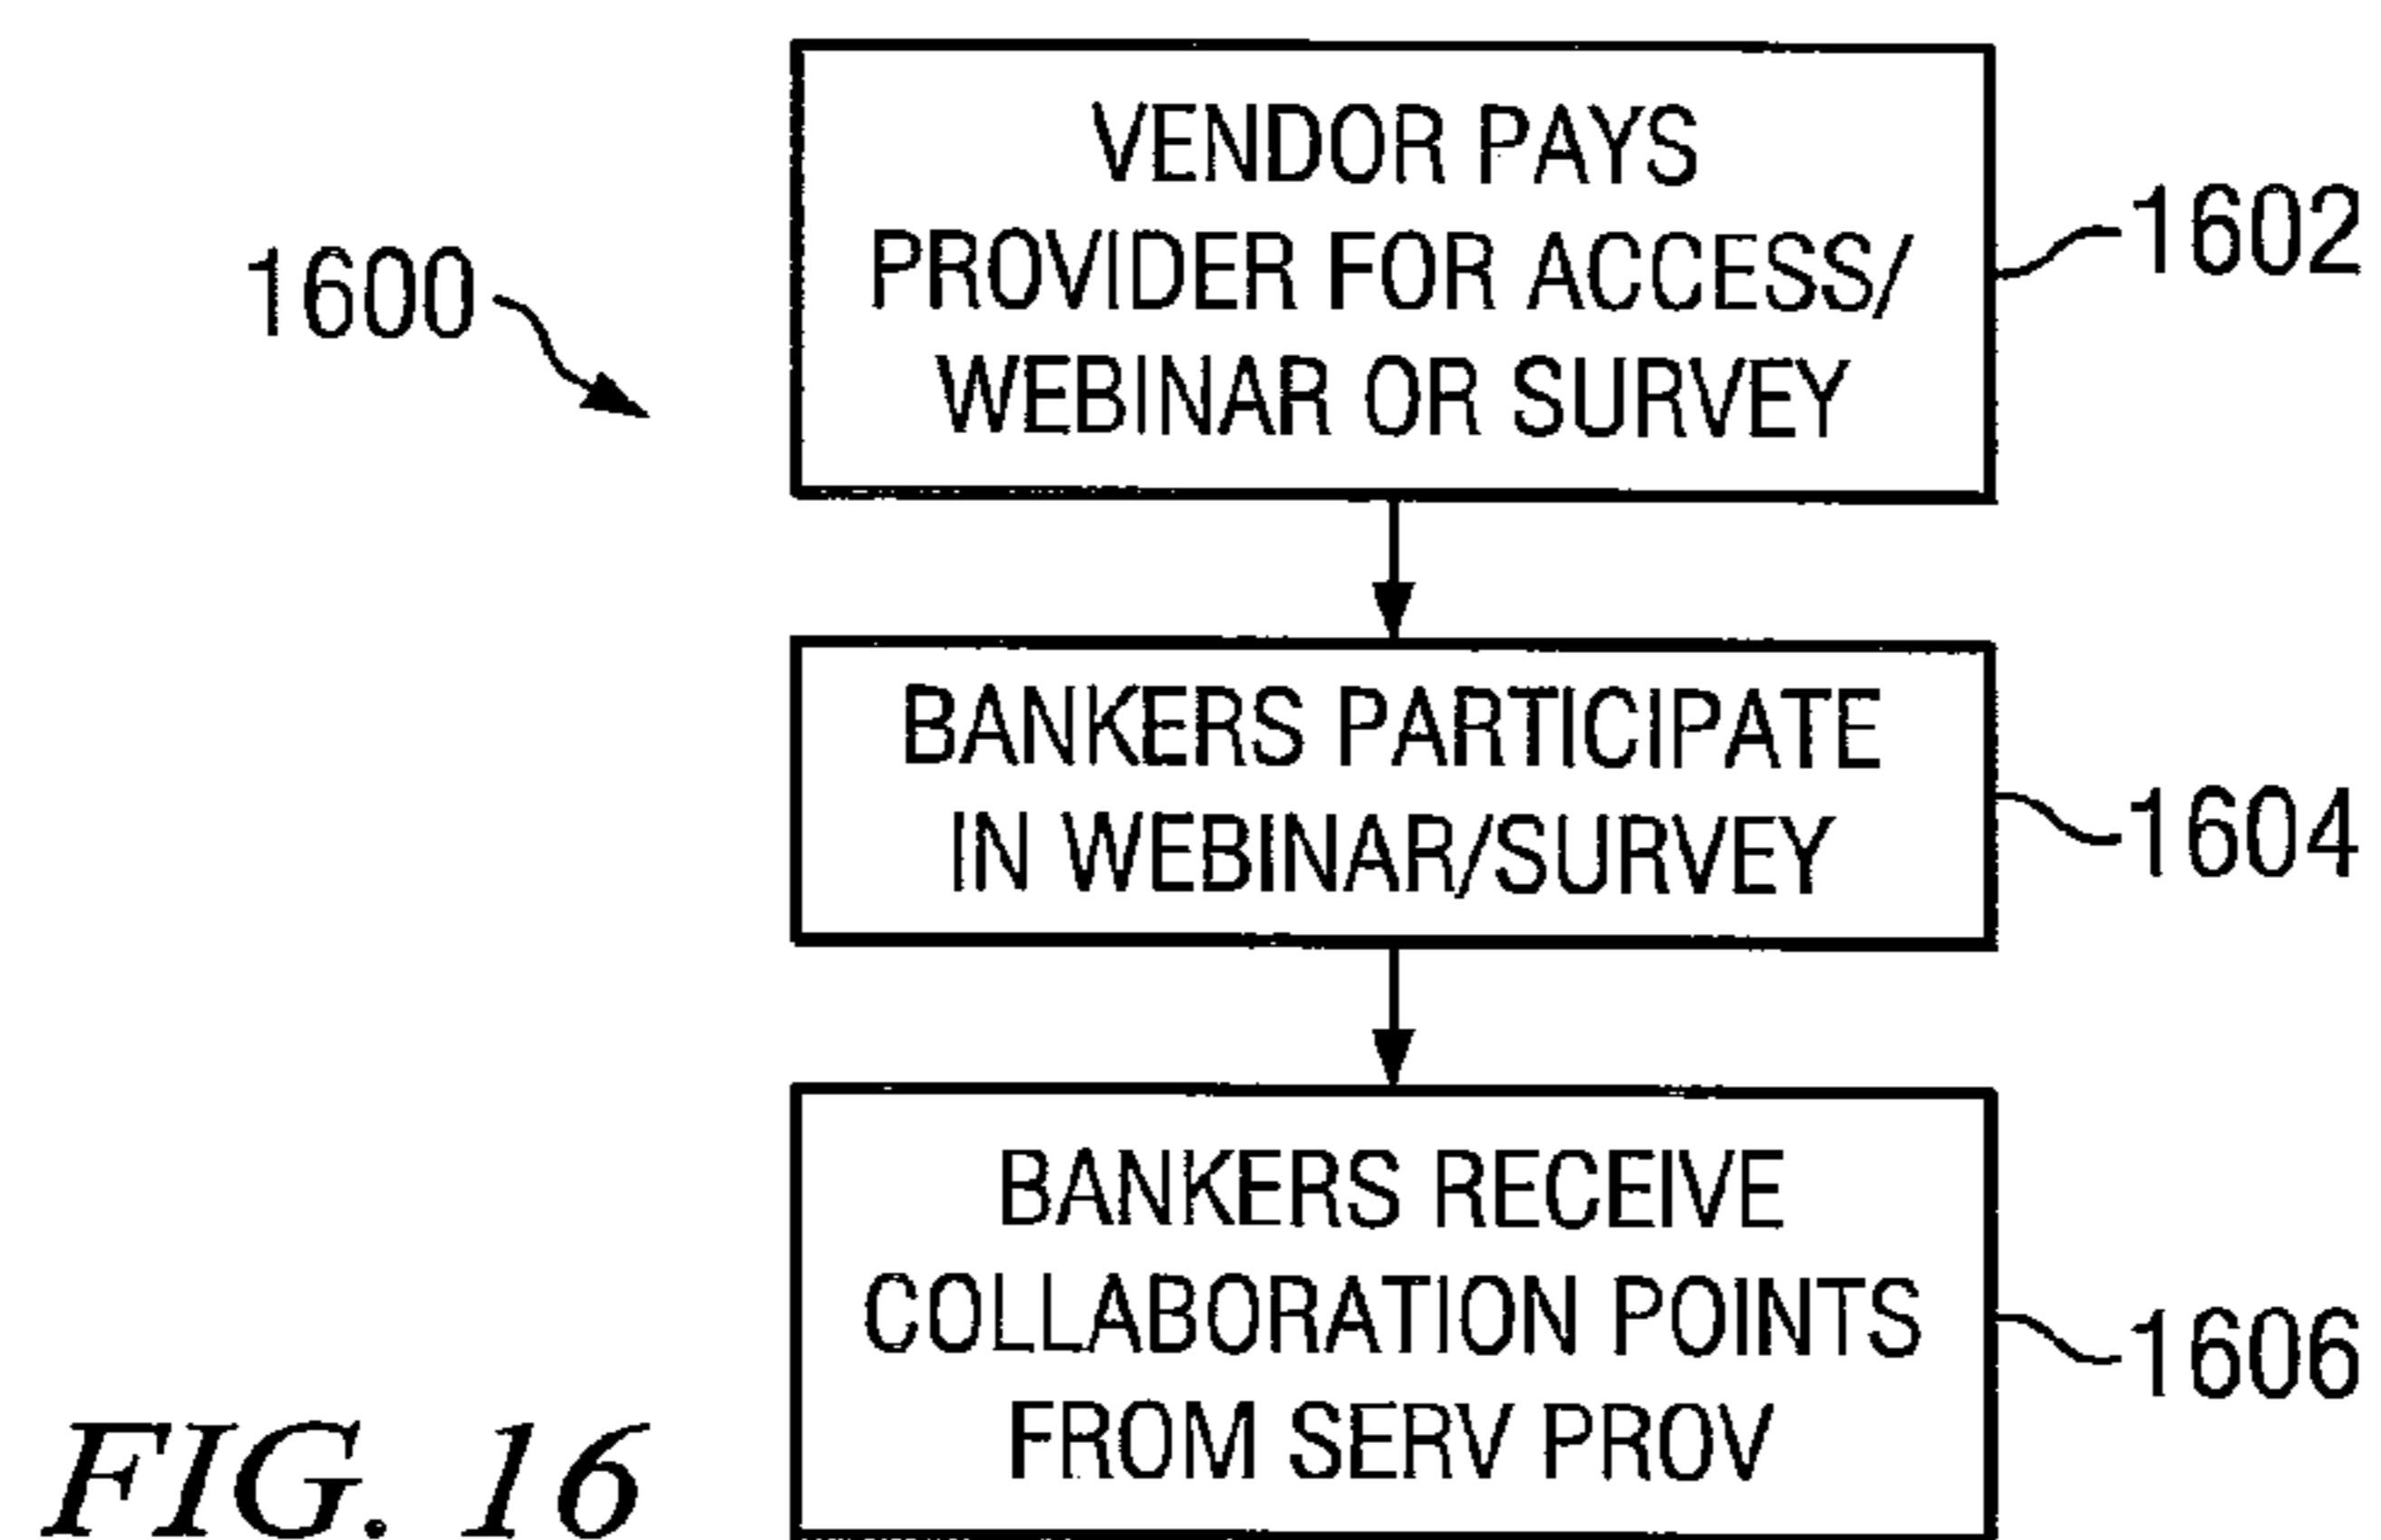 VENDOR PAYS
PROVIDER FOR ACCESS/
WEBINAR OR SURVEY
1602
1600
BANKERS PARTICIPATE
IN WEBINAR/SURVEY
1604
BANKERS RECEIVE
COLLABORATION POINTS
FROM SERV PROV
1606
FIG. 16